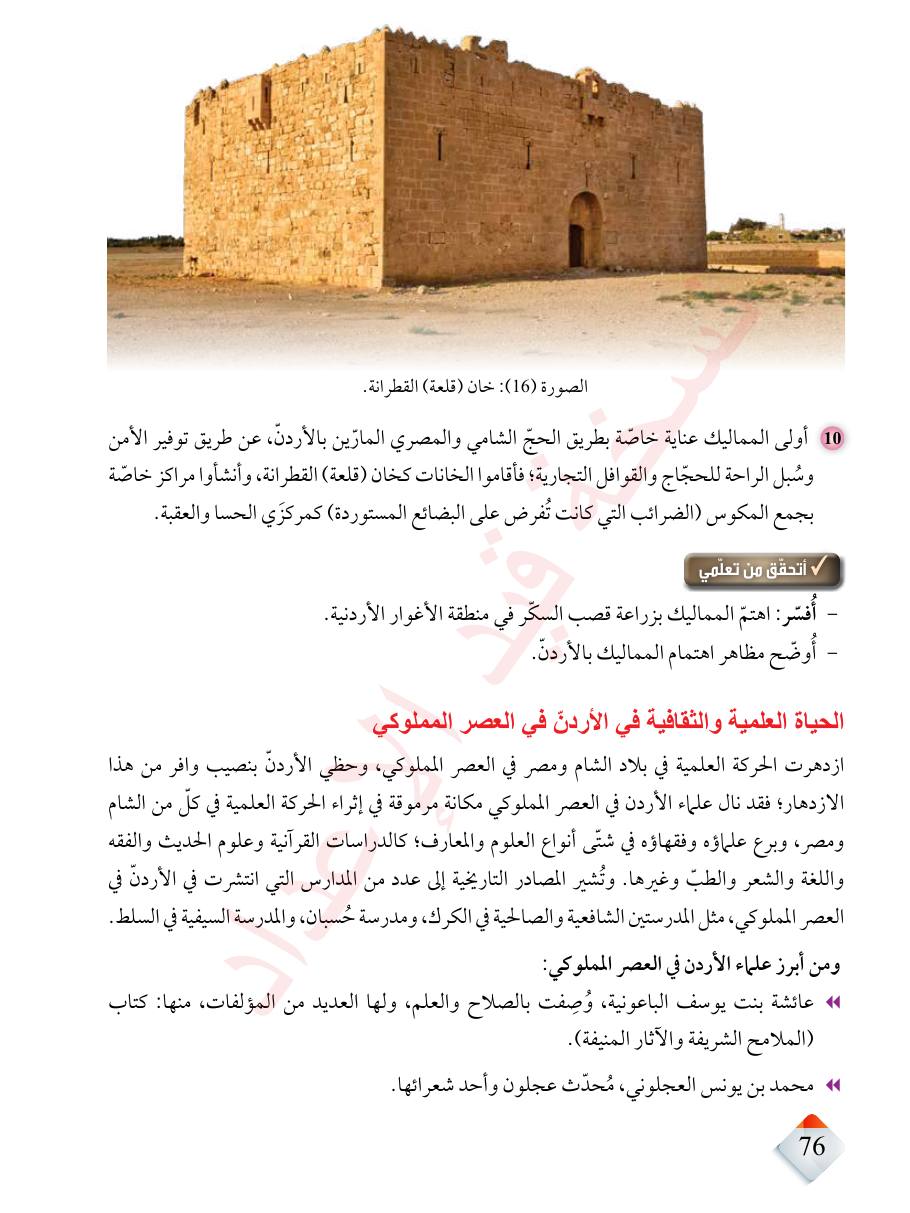 الصورة (16): خان (قلعة) القطرانة.
10 أولى المماليك عناية خاصّة بطريق الحجّ الشامي والمصري المارّين بالأردنّ، عن طريق توفير الأمن
وسُبل الراحة للحجّاج والقوافل التجارية؛ فأقاموا الخانات كخان (قلعة) القطرانة، وأنشأوا مراكز خاصّة
بجمع المكوس (الضرائب التي كانت تُفرض على البضائع المستوردة) كمركزَي الحسا والعقبة.
✓ أتحقّق من تعلّمي
- أُفسّر: اهتمّ المماليك بزراعة قصب السكّر في منطقة الأغوار الأردنية.
- أُوضّح مظاهر اهتمام المماليك بالأردنّ.
الحياة العلمية والثقافية في الأردنّ في العصر المملوكي
ازدهرت الحركة العلمية في بلاد الشام ومصر في العصر المملوكي، وحظي الأردنّ بنصيب وافر من هذا
الازدهار؛ فقد نال علماء الأردن في العصر المملوكي مكانة مرموقة في إثراء الحركة العلمية في كلّ من الشام
ومصر، وبرع علماؤه وفقهاؤه في شتّى أنواع العلوم والمعارف؛ كالدراسات القرآنية وعلوم الحديث والفقه
واللغة والشعر والطبّ وغيرها. وتُشير المصادر التاريخية إلى عدد من المدارس التي انتشرت في الأردنّ في
العصر المملوكي، مثل المدرستين الشافعية والصالحية في الكرك، ومدرسة حُسبان، والمدرسة السيفية في السلط.
ومن أبرز علماء الأردن في العصر المملوكي:
عائشة بنت يوسف الباعونية، وُصِفت بالصلاح والعلم، ولها العديد من المؤلفات، منها: كتاب
(الملامح الشريفة والآثار المنيفة).
محمد بن يونس العجلوني، مُحدّث عجلون وأحد شعرائها.
76
نسخة قيد الإعداد